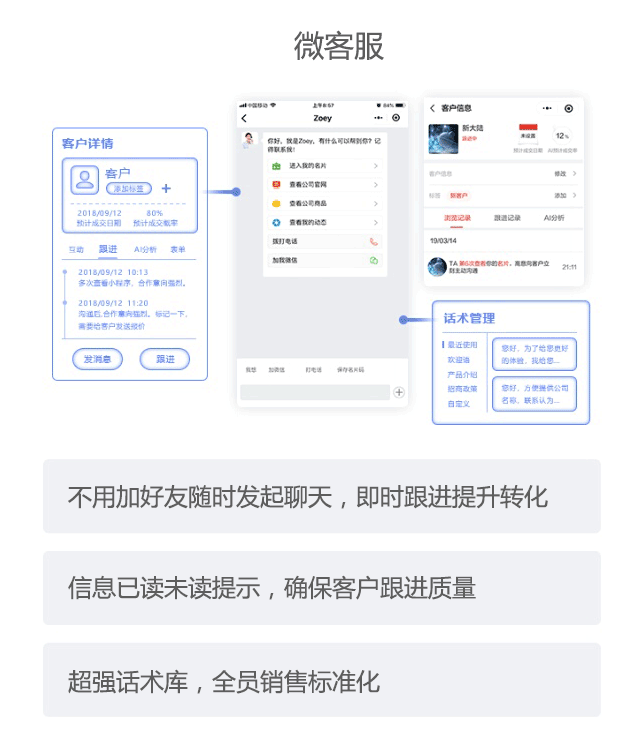 微客服
客户详情
客户
添加标签 +
2018/09/12 80%
预计成交日期 预计成交概率
互动 跟进 AI分析 表单
2018/09/12 10:13
多次查看小程序，合作意向强烈。
2018/09/12 11:20
沟通后,合作意向强烈。标记一下,
需要给客户发送报价
发消息 跟进
中国移动 上午8:57 84%
Zoey
你好，我是Zoey，有什么可以帮到你？记
得联系我！
进入我的名片
查看公司官网
查看公司商品
查看我的动态
拨打电话
加我微信
加微信 打电话 保存名片码
客户信息
新大陆
跟进中
未设置
12%
预计成交日期 AI预计成交率
客户信息 修改
标签 新客户 添加
浏览记录 跟进记录 AI分析
19/03/14
TA 第6次查看你的名片，高意向客户立
刻主动沟通
21:11
话术管理
最近使用
欢迎语
产品介绍
招商政策
自定义
您好，为了给您更好
的体验，我给您...
您好，方便提供公司
名称、联系认为...
不用加好友随时发起聊天，即时跟进提升转化
信息已读未读提示，确保客户跟进质量
超强话术库，全员销售标准化